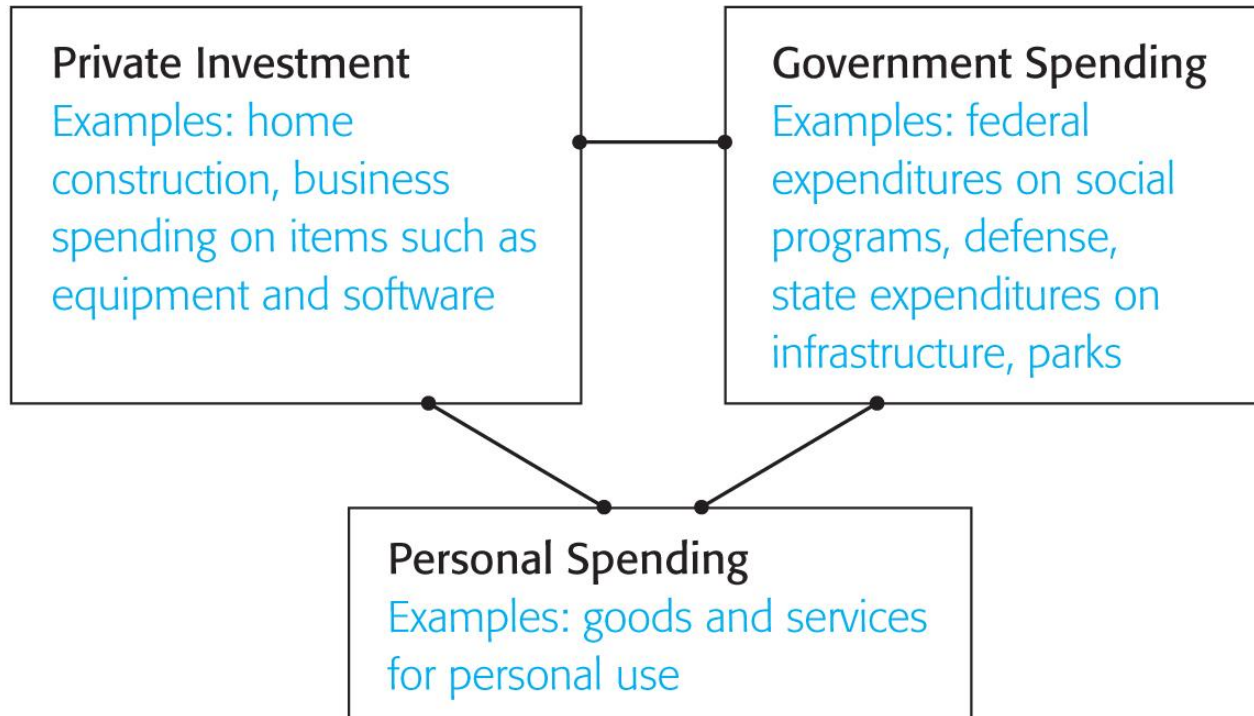 Private Investment
Examples: home
construction, business
spending on items such as
equipment and software
Government Spending
Examples: federal
expenditures on social
programs, defense,
state expenditures on
infrastructure, parks
Personal Spending
Examples: goods and services
for personal use